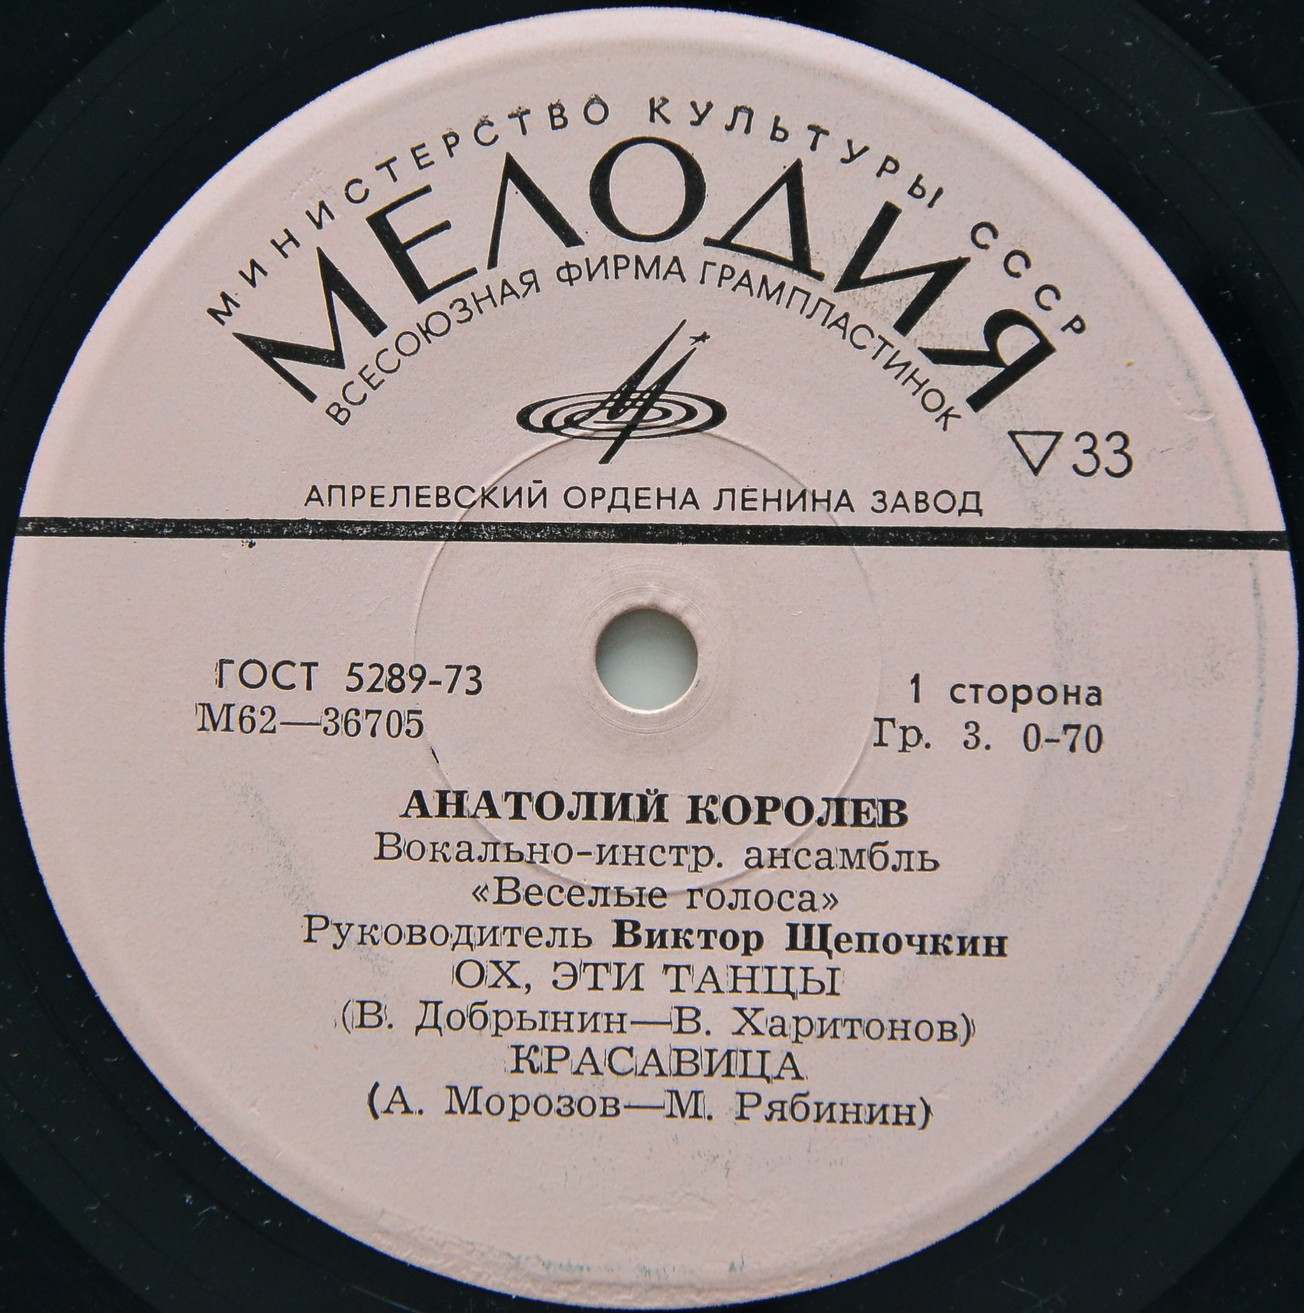 МИНИСТЕРСТВО КУЛЬТУРЫ СССР
МЕЛОДИЯ
ВСЕСОЮЗНАЯ ФИРМА ГРАМПЛАСТИНОК
33
АПРЕЛЕВСКИЙ ОРДЕНА ЛЕНИНА ЗАВОД
ГОСТ 5289-73
М62—36705
1 сторона
Гр. 3. 0-70
АНАТОЛИЙ КОРОЛЕВ
Вокально-инстр. ансамбль
«Веселые голоса»
Руководитель Виктор Щепочкин
ОХ, ЭТИ ТАНЦЫ
(В. Добрынин—В. Харитонов)
КРАСАВИЦА
(А. Морозов—М. Рябинин)